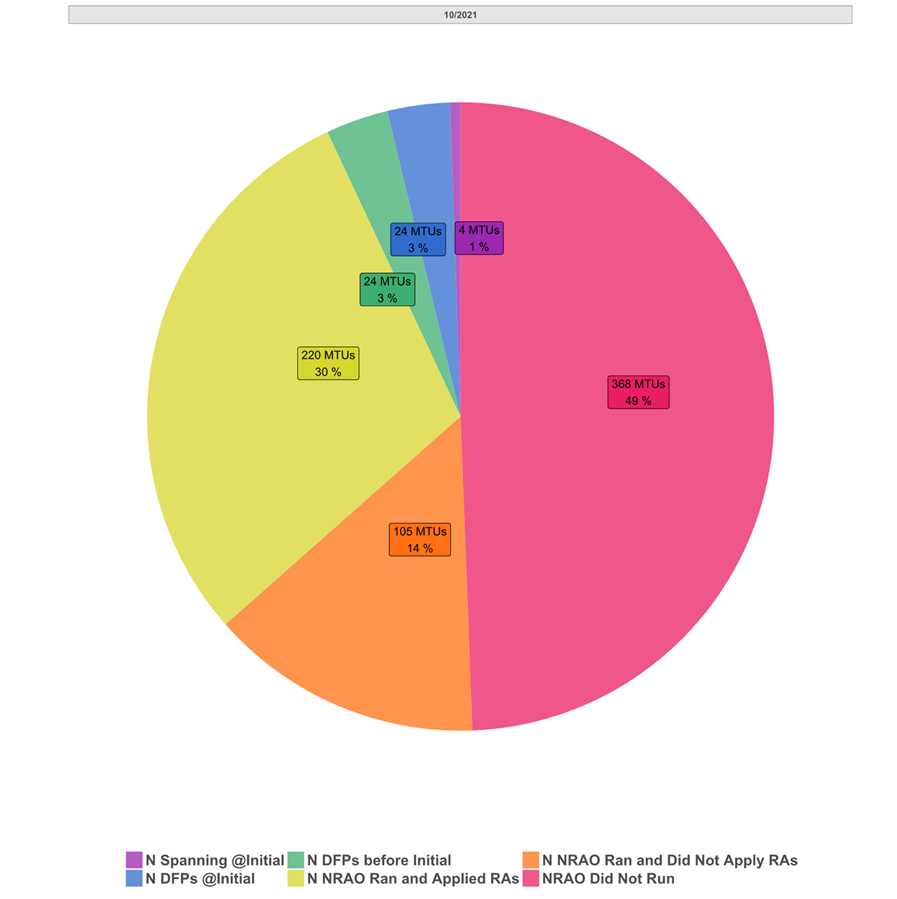 10/2021
24 MTUs
3 %
4 MTUs
1 %
24 MTUs
3 %
220 MTUs
30 %
368 MTUs
49 %
105 MTUs
14 %
N Spanning @Initial
N DFPs before Initial
N NRAO Ran and Did Not Apply RAs
N DFPs @Initial
N NRAO Ran and Applied RAs
NRAO Did Not Run